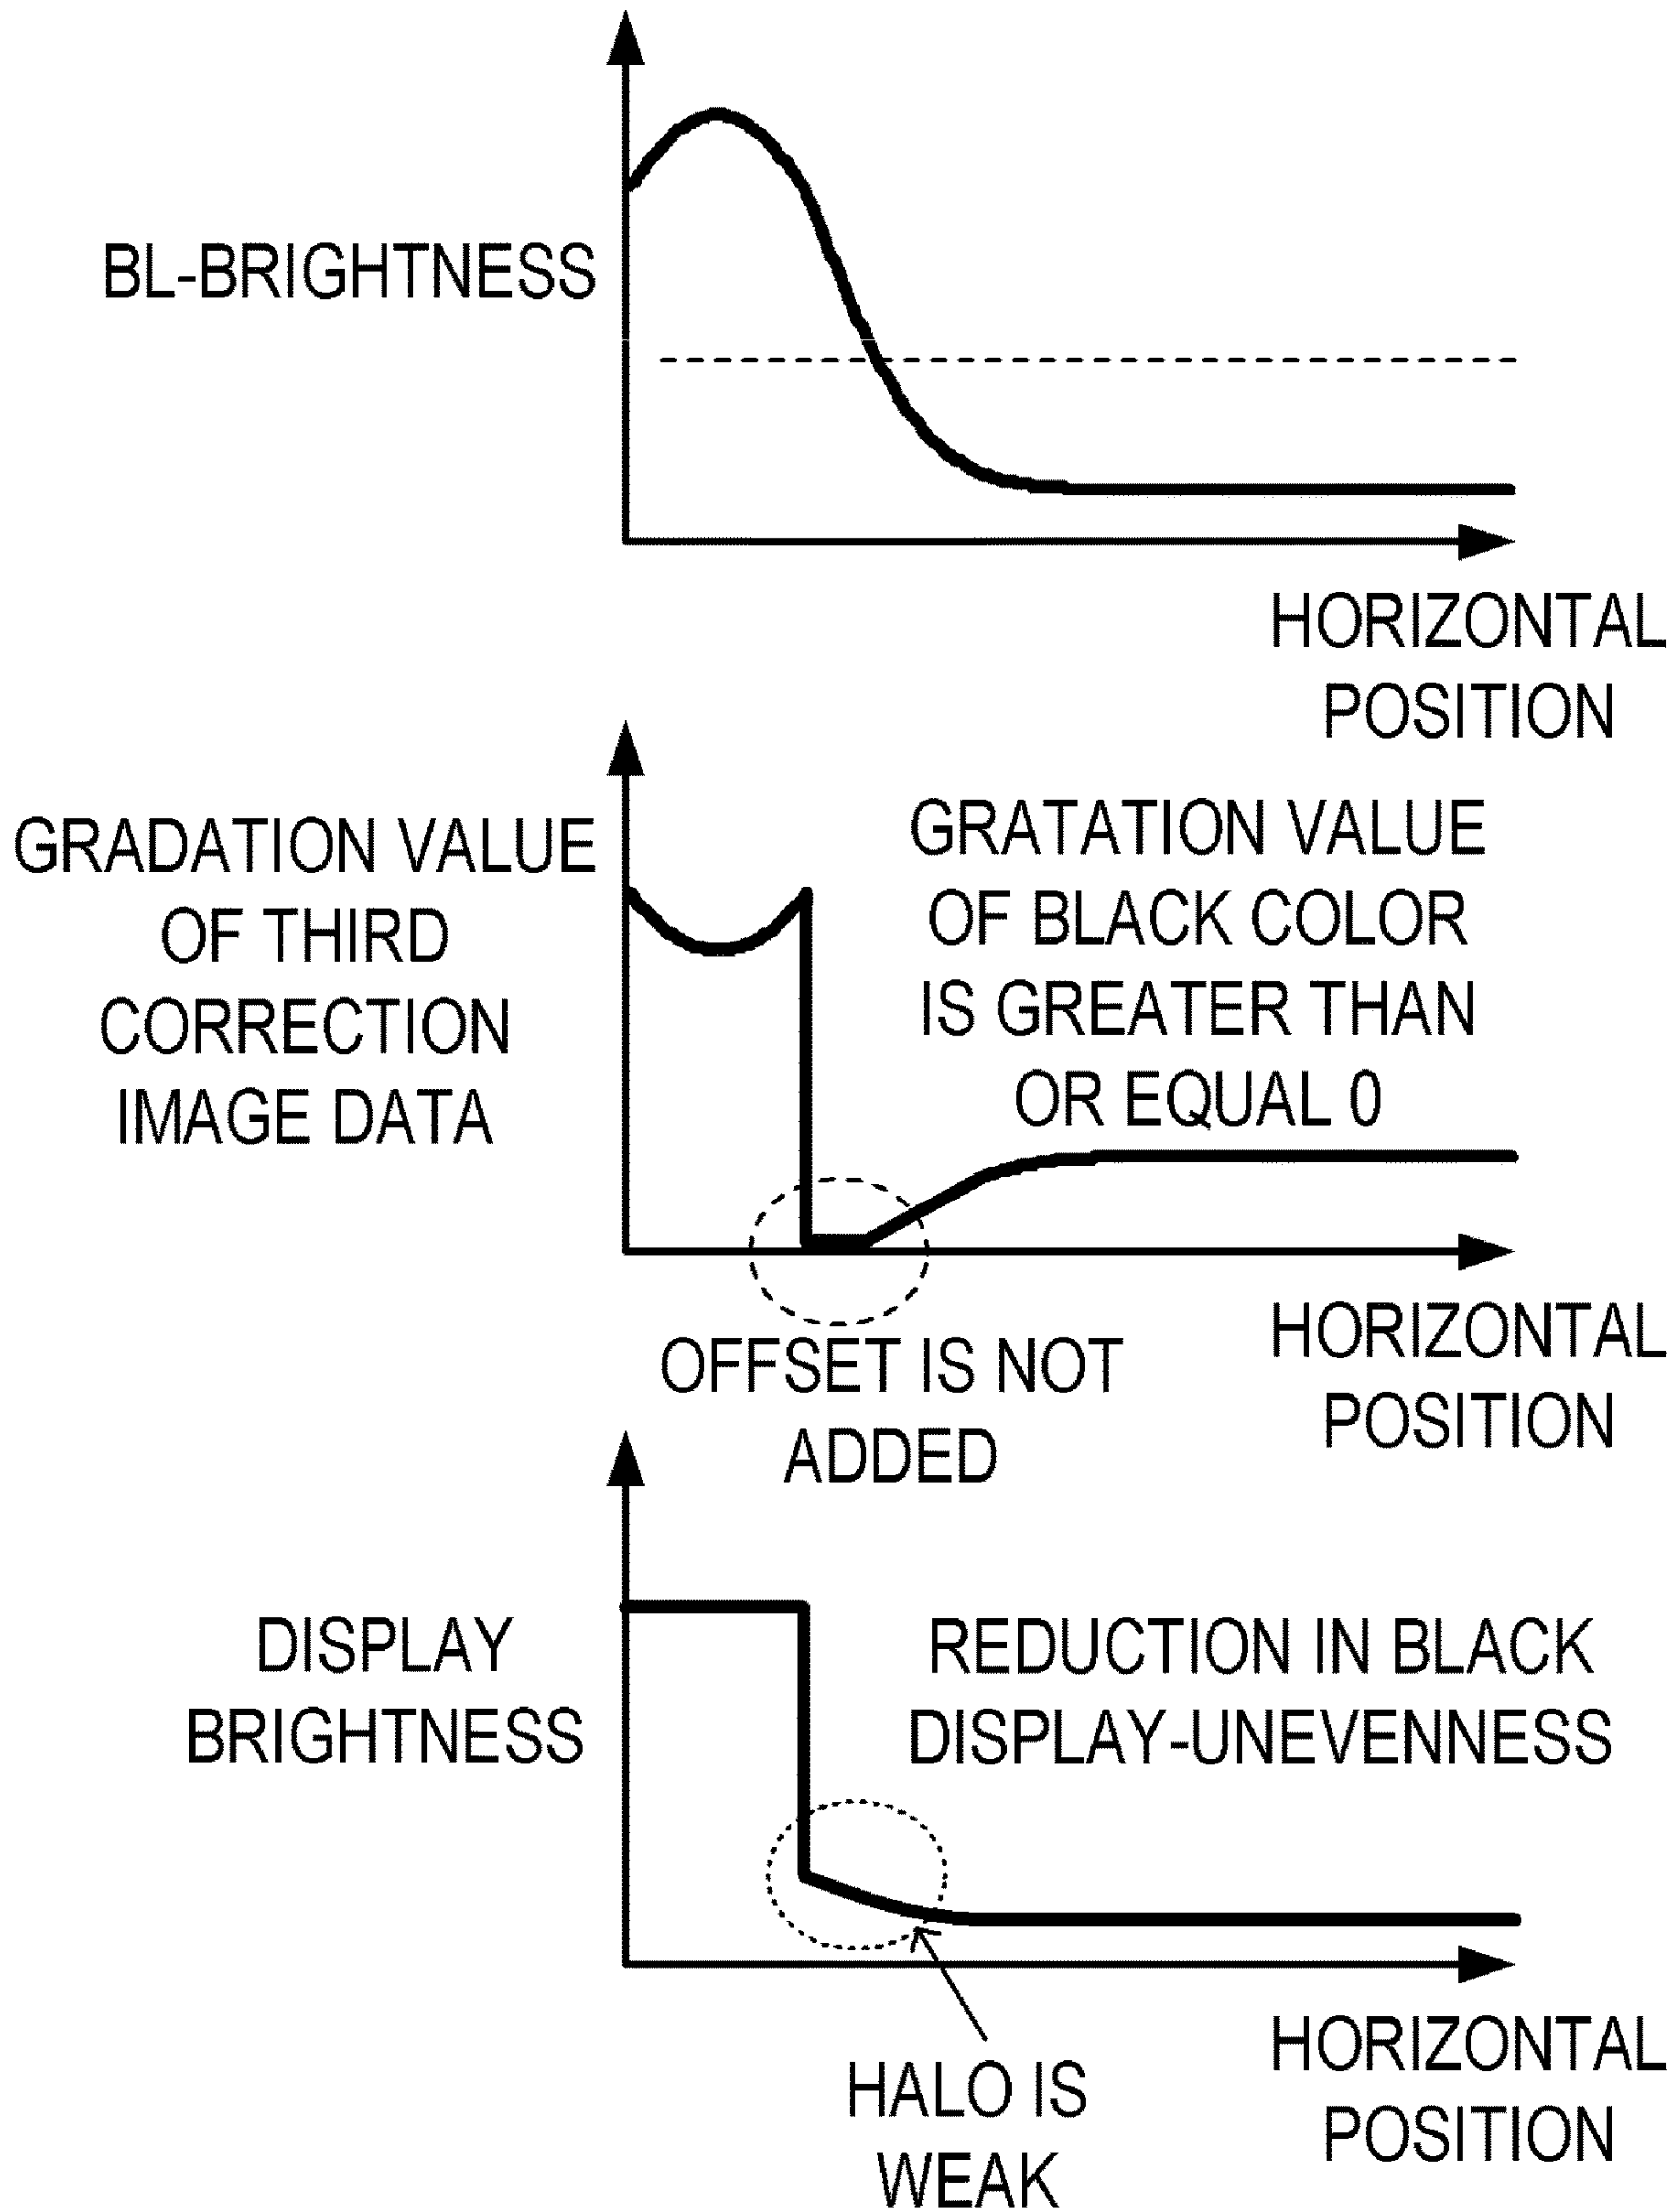 BL-BRIGHTNESS
HORIZONTAL
POSITION
GRADATION VALUE
OF THIRD
CORRECTION
IMAGE DATA
GRATATION VALUE
OF BLACK COLOR
IS GREATER THAN
OR EQUAL 0
HORIZONTAL
POSITION
OFFSET IS NOT
ADDED
DISPLAY
BRIGHTNESS
REDUCTION IN BLACK
DISPLAY-UNEVENNESS
HORIZONTAL
POSITION
HALO IS
WEAK